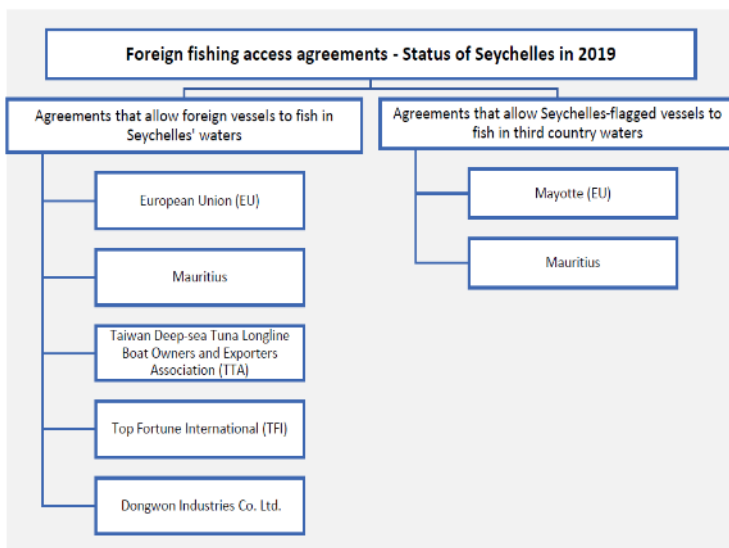 Foreign fishing access agreements - Status of Seychelles in 2019
Agreements that allow foreign vessels to fish in
Seychelles' waters
European Union (EU)
Mauritius
Taiwan Deep-sea Tuna Longline
Boat Owners and Exporters
Association (TTA)
Top Fortune International (TFI)
Dongwon Industries Co. Ltd.
Agreements that allow Seychelles-flagged vessels to
fish in third country waters
Mayotte (EU)
Mauritius